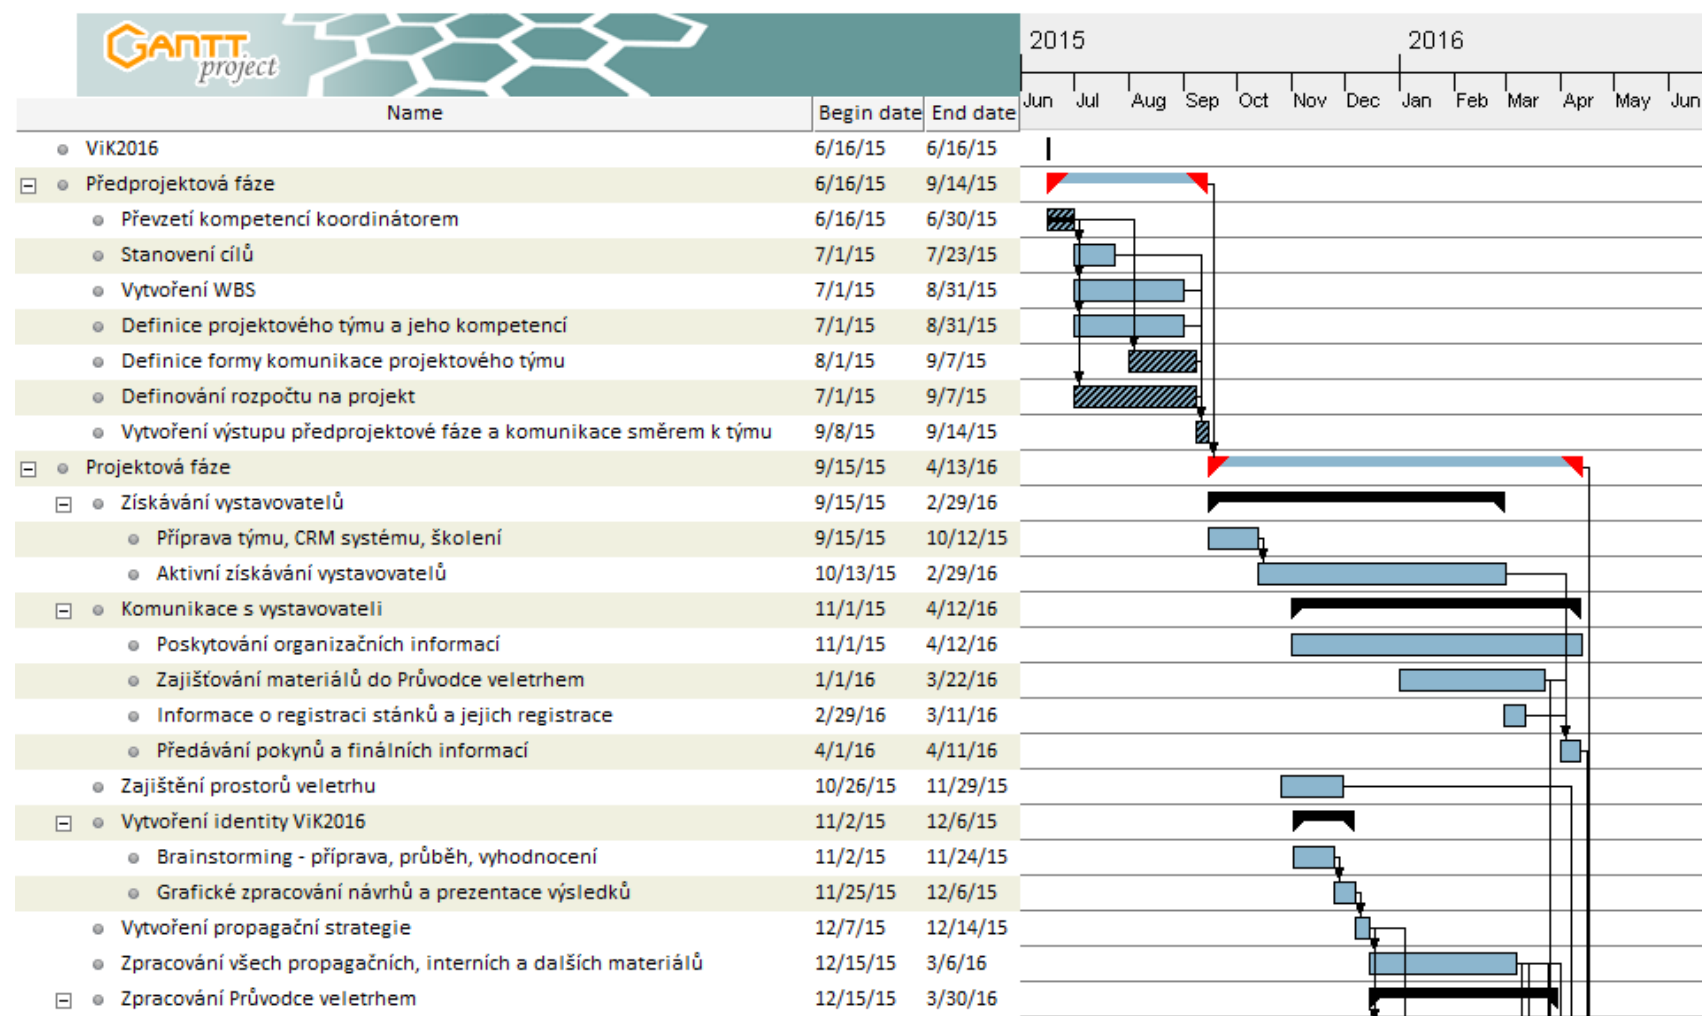 GANTT
project
2015 2016
Jun Jul Aug Sep Oct Nov Dec Jan Feb Mar Apr May Jun
Name Begin date End date
ViK2016 6/16/15 6/16/15
Předprojektová fáze 6/16/15 9/14/15
Převzetí kompetencí koordinátorem 6/16/15 6/30/15
Stanovení cílů 7/1/15 7/23/15
Vytvoření WBS 7/1/15 8/31/15
Definice projektového týmu a jeho kompetencí 7/1/15 8/31/15
Definice formy komunikace projektového týmu 8/1/15 9/7/15
Definování rozpočtu na projekt 7/1/15 9/7/15
Vytvoření výstupu předprojektové fáze a komunikace směrem k týmu 9/8/15 9/14/15
Projektová fáze 9/15/15 4/13/16
Získávání vystavovatelů 9/15/15 2/29/16
Příprava týmu, CRM systému, školení 9/15/15 10/12/15
Aktivní získávání vystavovatelů 10/13/15 2/29/16
Komunikace s vystavovateli 11/1/15 4/12/16
Poskytování organizačních informací 11/1/15 4/12/16
Zajišťování materiálů do Průvodce veletrhem 1/1/16 3/22/16
Informace o registraci stánků a jejich registrace 2/29/16 3/11/16
Předávání pokynů a finálních informací 4/1/16 4/11/16
Zajištění prostorů veletrhu 10/26/15 11/29/15
Vytvoření identity ViK2016 11/2/15 12/6/15
Brainstorming - příprava, průběh, vyhodnocení 11/2/15 11/24/15
Grafické zpracování návrhů a prezentace výsledků 11/25/15 12/6/15
Vytvoření propagační strategie 12/7/15 12/14/15
Zpracování všech propagačních, interních a dalších materiálů 12/15/15 3/6/16
Zpracování Průvodce veletrhem 12/15/15 3/30/16